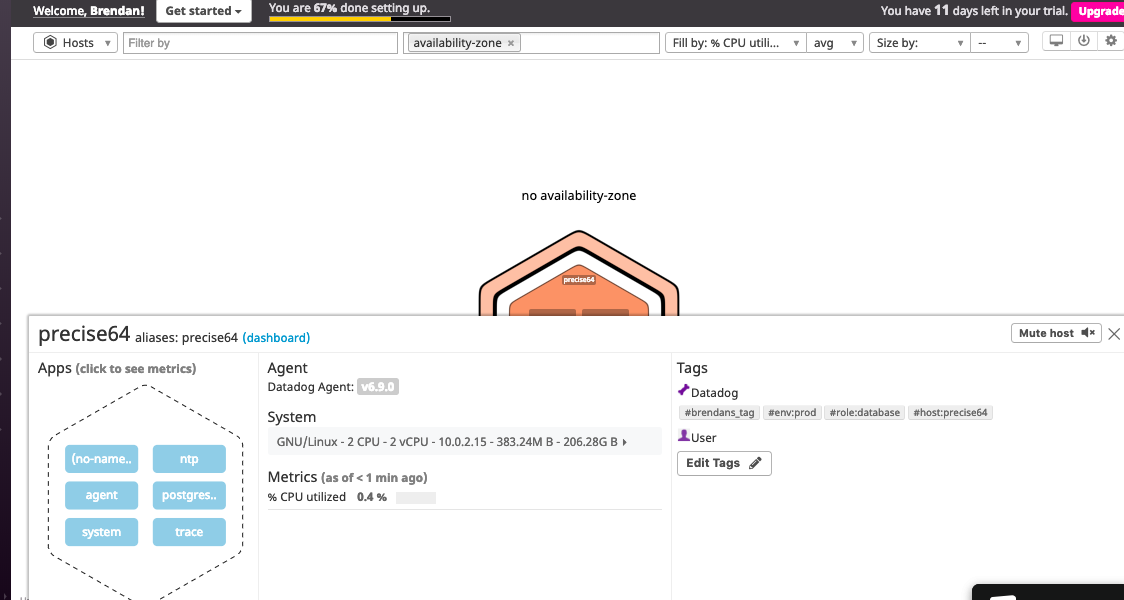 Welcome, Brendan! Get started You are 67% done setting up. You have 11 days left in your trial. Upgrade
Hosts Filter by availability-zone × Fill by: % CPU utili... avg Size by: --
no availability-zone
precise64
precise64 aliases: precise64 (dashboard) Mute host
Apps (click to see metrics)
(no-name.. ntp
agent postgres..
system trace
Agent
Datadog Agent: v6.9.0
System
GNU/Linux - 2 CPU - 2 vCPU - 10.0.2.15 - 383.24M B - 206.28G B
Metrics (as of < 1 min ago)
% CPU utilized 0.4 %
Tags
Datadog
#brendans_tag #env:prod #role:database #host:precise64
User
Edit Tags